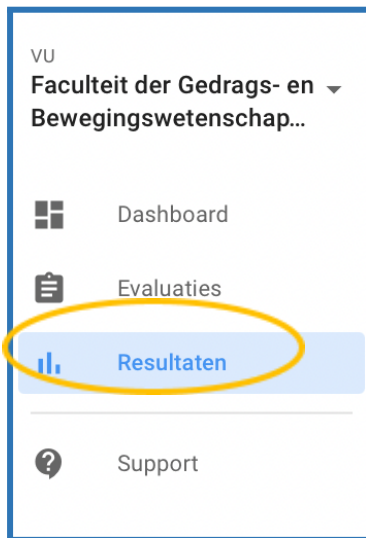 VU
Faculteit der Gedrags- en
Bewegingswetenschap...
Dashboard
Evaluaties
Resultaten
Support